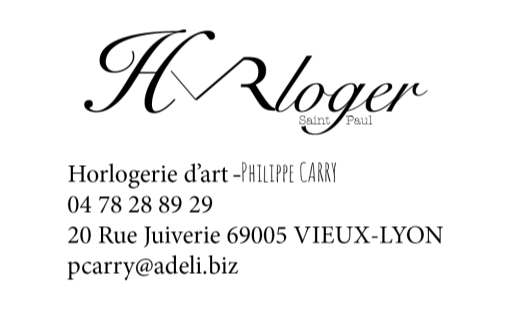 Horloger
Saint Paul
Horlogerie d'art -PHILIPPE CARRY
04 78 28 89 29
20 Rue Juiverie 69005 VIEUX-LYON
pcarry@adeli.biz